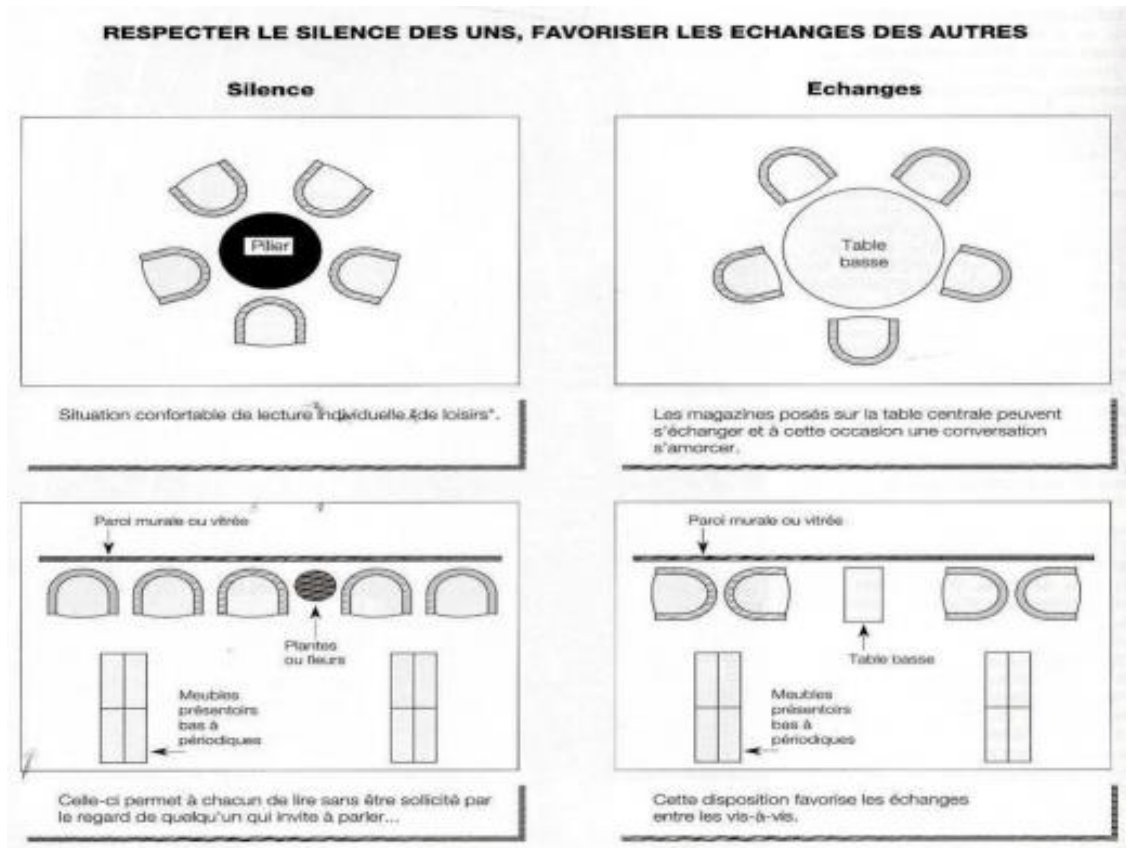 RESPECTER LE SILENCE DES UNS, FAVORISER LES ECHANGES DES AUTRES
Silence
Pilier
Situation confortable de lecture individuelle "de loisirs".
Echanges
Table
basse
Les magazines posés sur la table centrale peuvent
s'échanger et à cette occasion une conversation
s'amorcer.
Paroi murale ou vitrée
Plantes
ou fleurs
Meubles
présentoirs
bas à
périodiques
Celle-ci permet à chacun de lire sans être sollicité par
le regard de quelqu'un qui invite à parler...
Paroi murale ou vitrée
Table basse
Meubles
présentoirs
bas à
périodiques
Cette disposition favorise les échanges
entre les vis-à-vis.